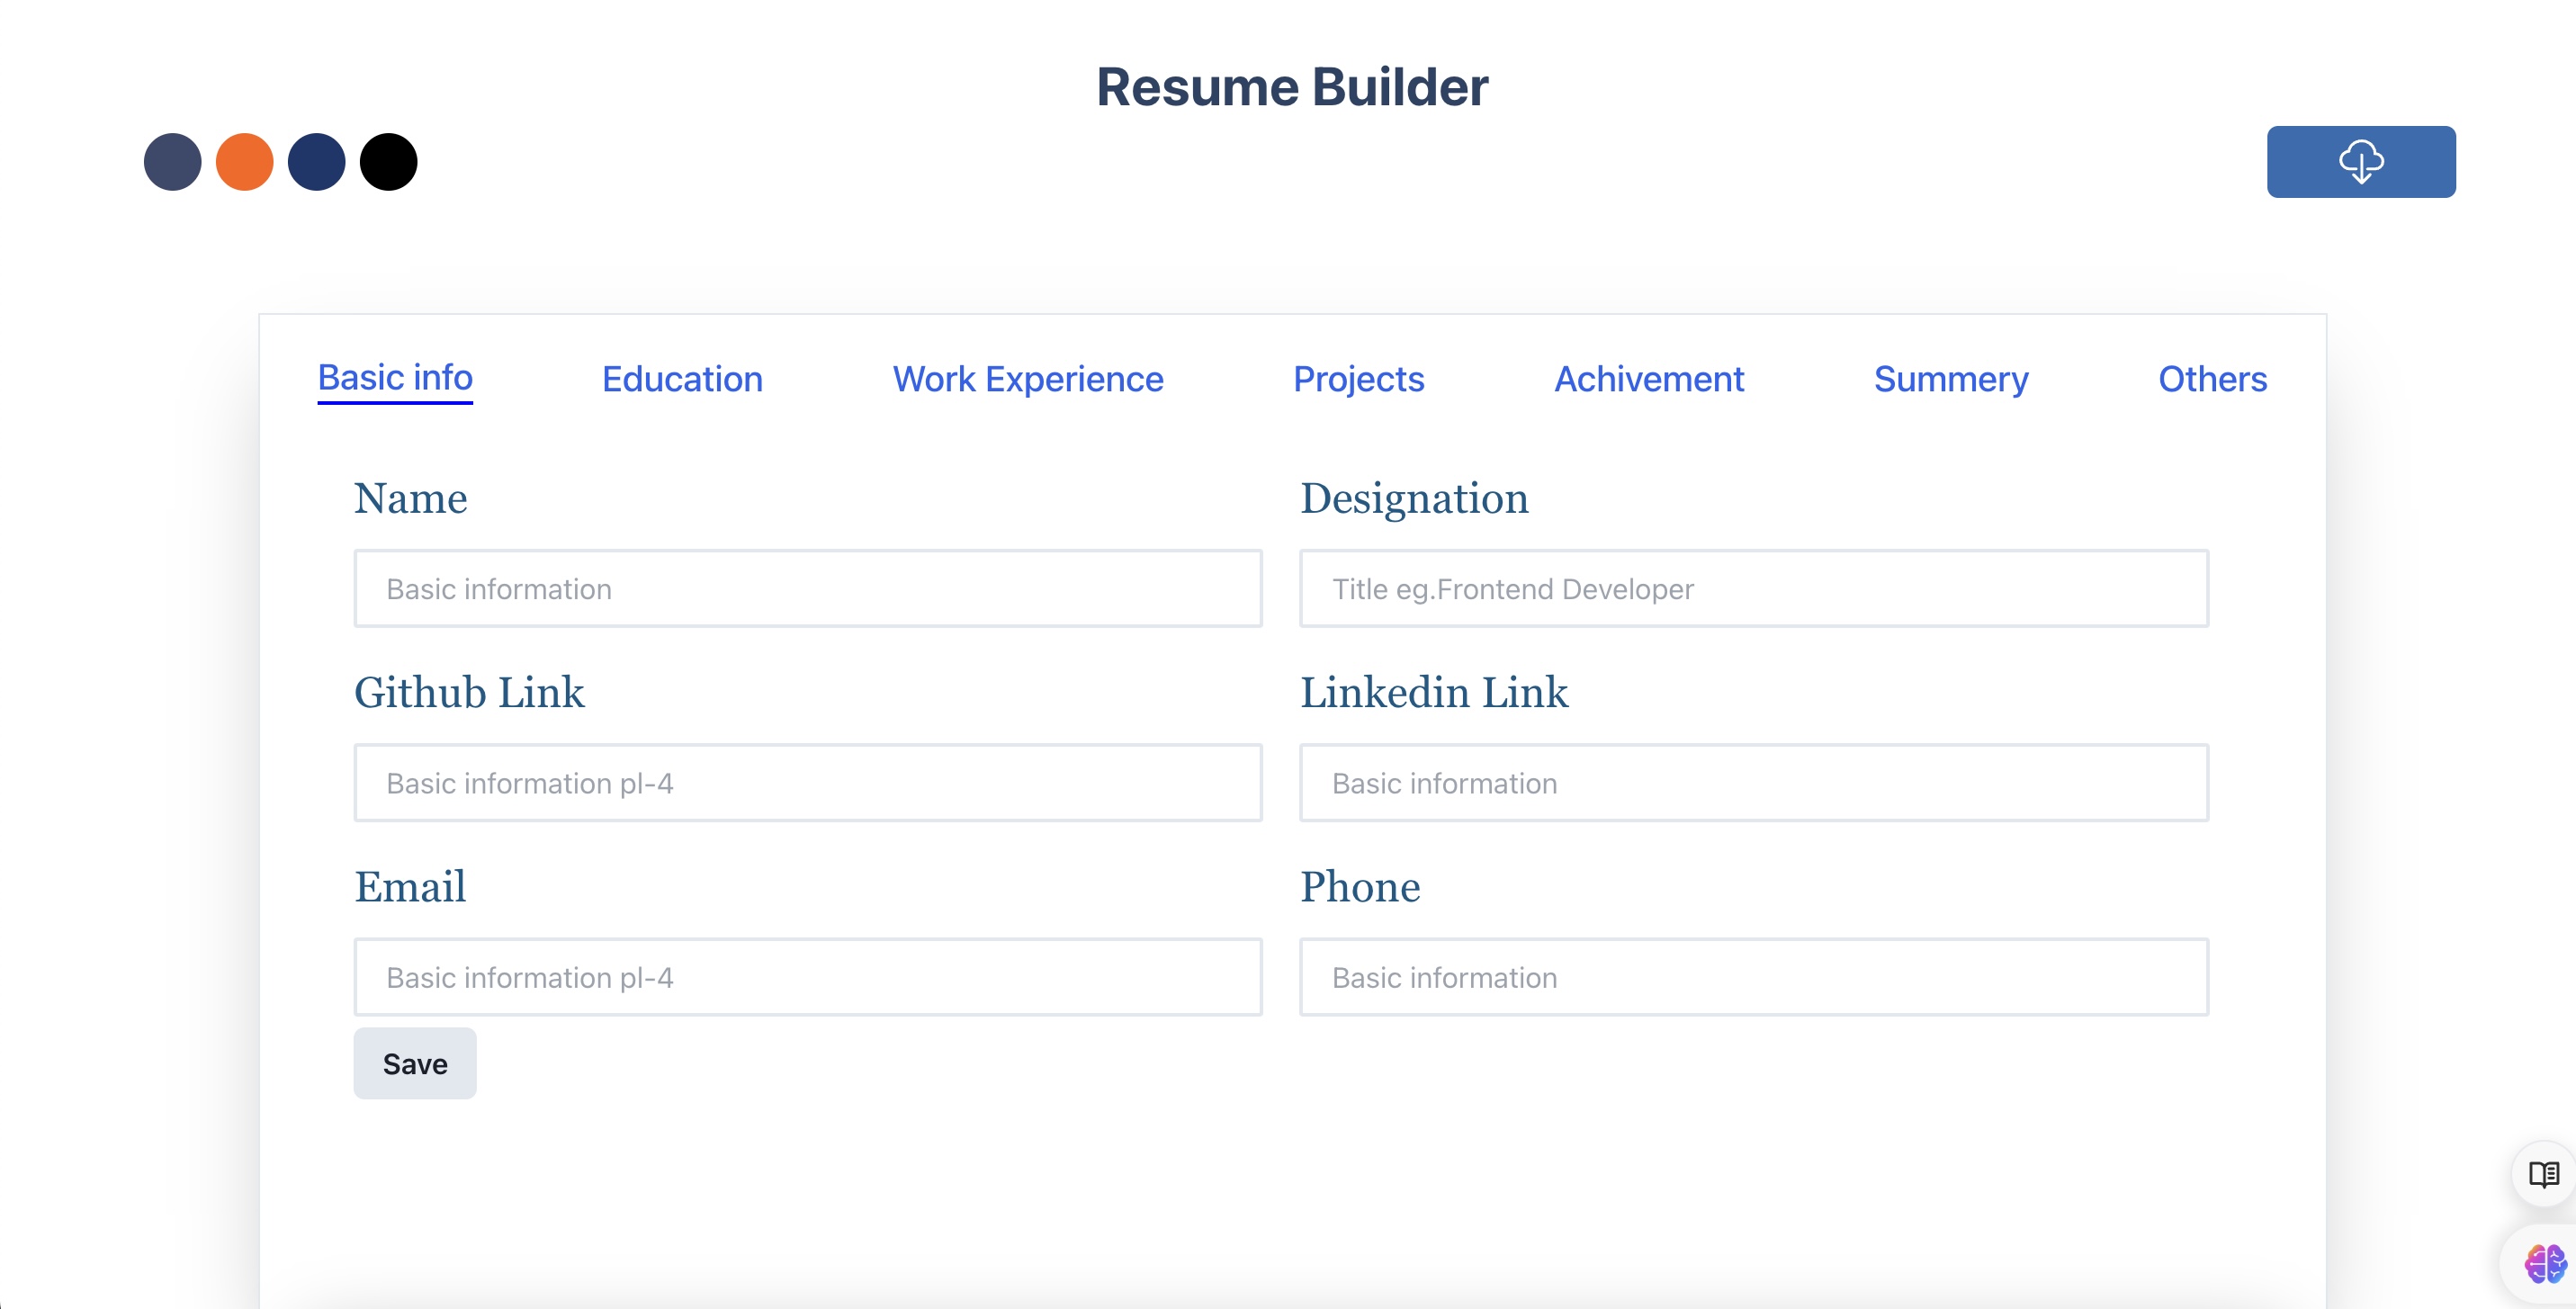 Resume Builder
Basic info Education Work Experience Projects Achivement Summery Others
Name Designation
Basic information Title eg.Frontend Developer
Github Link Linkedin Link
Basic information pl-4 Basic information
Email Phone
Basic information pl-4 Basic information
Save